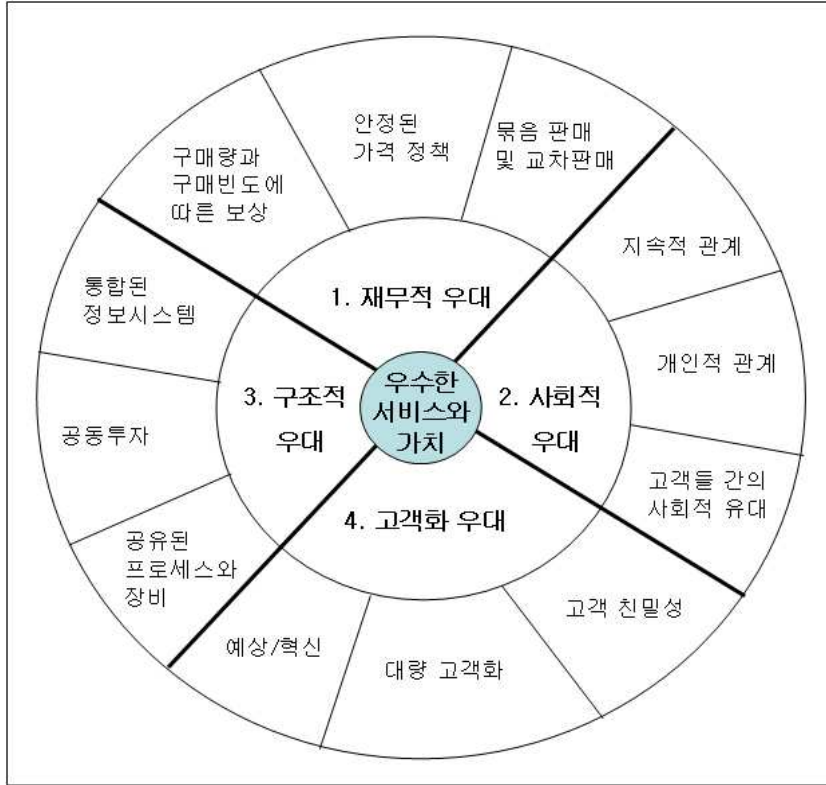 구매량과
구매빈도에
따른 보상
안정된
가격 정책
묶음 판매
및 교차판매
지속적 관계
개인적 관계
고객들 간의
사회적 유대
고객 친밀성
대량 고객화
예상/혁신
공유된
프로세스와
장비
공동투자
통합된
정보시스템
1. 재무적 우대
2. 사회적
우대
3. 구조적
우대
4. 고객화 우대
우수한
서비스와
가치